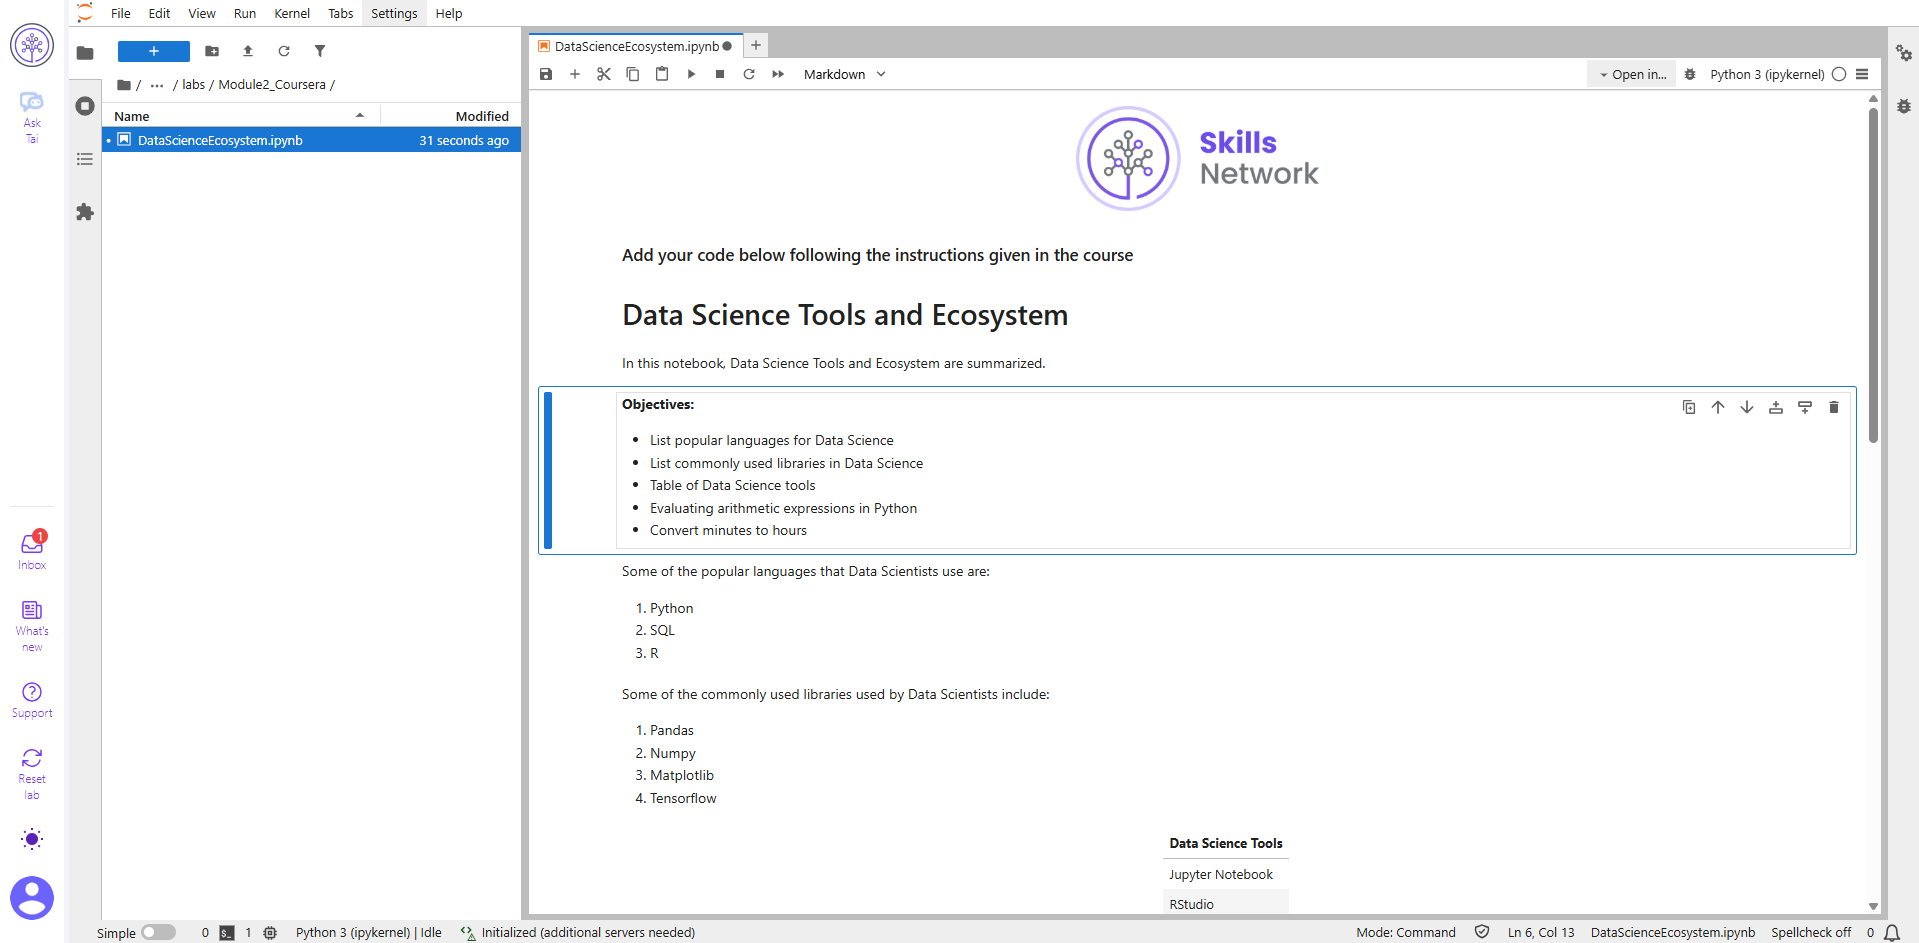 File Edit View Run Kernel Tabs Settings Help
Ask
Tai
Inbox
1
What's
new
Support
Reset
lab
+
/ ... / labs / Module2_Coursera /
Name Modified
DataScienceEcosystem.ipynb 31 seconds ago
DataScienceEcosystem.ipynb
Markdown
Open in...
Python 3 (ipykernel)
Skills
Network
Add your code below following the instructions given in the course
Data Science Tools and Ecosystem
In this notebook, Data Science Tools and Ecosystem are summarized.
Objectives:
• List popular languages for Data Science
• List commonly used libraries in Data Science
• Table of Data Science tools
• Evaluating arithmetic expressions in Python
• Convert minutes to hours
Some of the popular languages that Data Scientists use are:
1. Python
2. SQL
3. R
Some of the commonly used libraries used by Data Scientists include:
1. Pandas
2. Numpy
3. Matplotlib
4. Tensorflow
Data Science Tools
Jupyter Notebook
RStudio
Simple 0 $_ 1 Python 3 (ipykernel) | Idle Initialized (additional servers needed) Mode: Command Ln 6, Col 13 DataScienceEcosystem.ipynb Spellcheck off 0